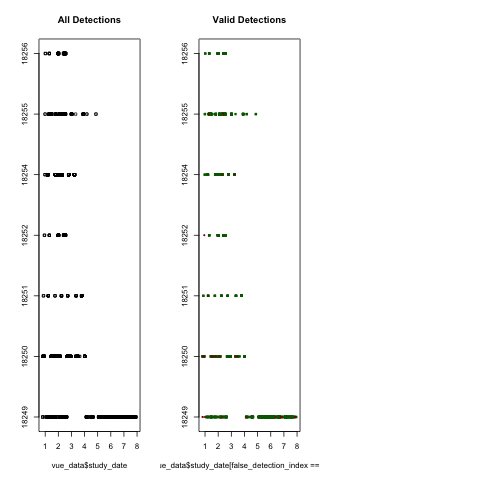 All Detections
Valid Detections
18256
18255
18254
18252
18251
18250
18249
1 2 3 4 5 6 7 8
vue_data$study_date
18256
18255
18254
18252
18251
18250
18249
1 2 3 4 5 6 7 8
ue_data$study_date[false_detection_index ==